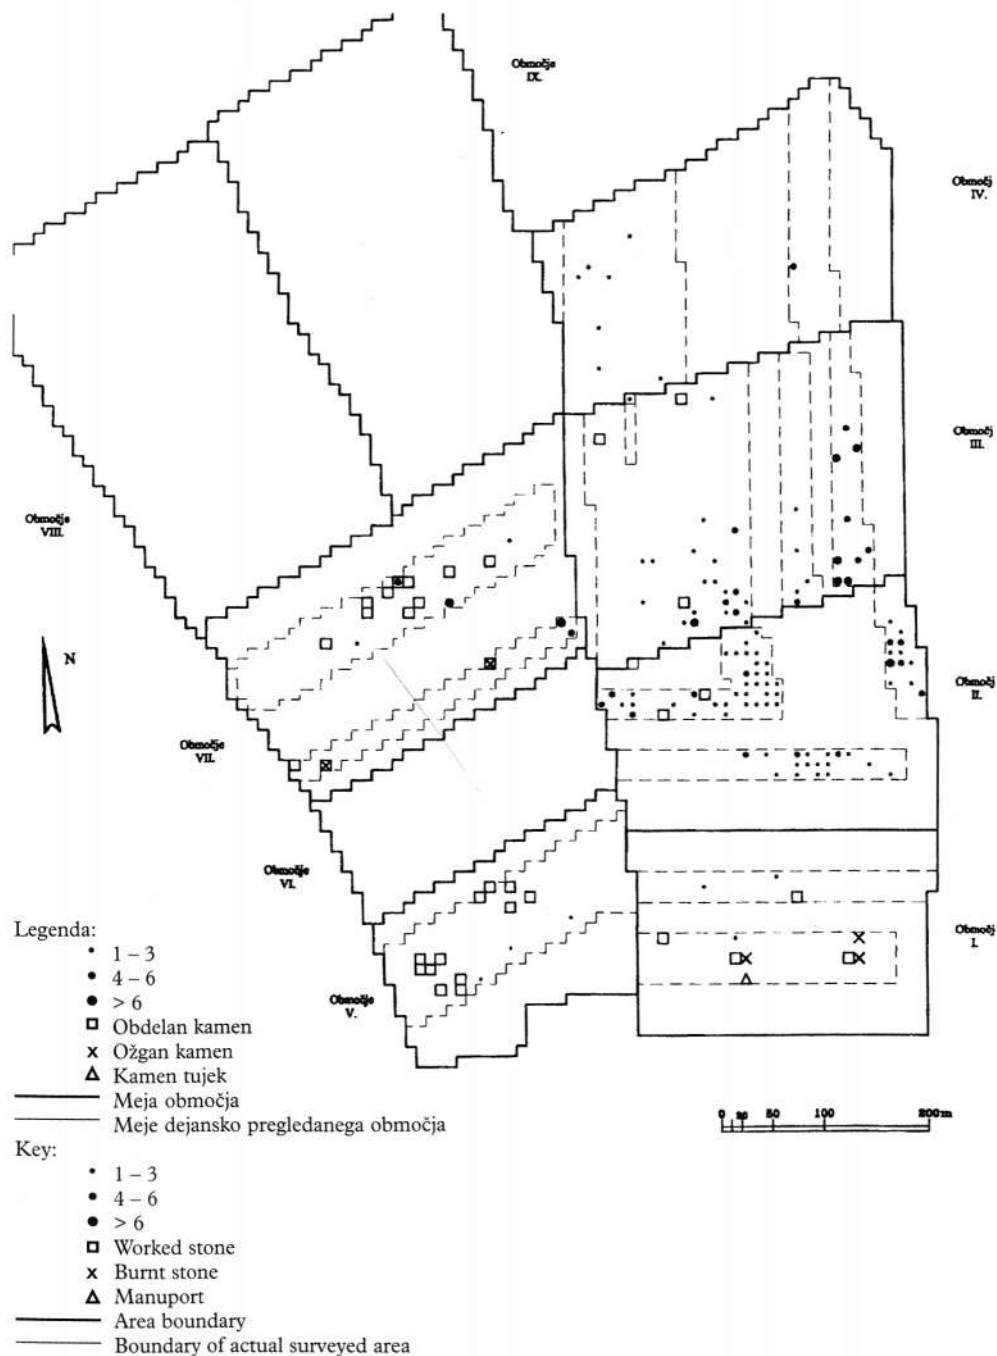 Območje
IX.
Območj
IV.
Območj
III.
Območje
VIII.
N
Območj
II.
Območje
VII.
Območje
VI.
Območj
I.
Območje
V.
Legenda:
1 – 3
4 – 6
> 6
Obdelan kamen
Ožgan kamen
Kamen tujek
Meja območja
Meje dejansko pregledanega območja
0 20 50 100 200m
Key:
1 – 3
4 – 6
> 6
Worked stone
Burnt stone
Manuport
Area boundary
Boundary of actual surveyed area